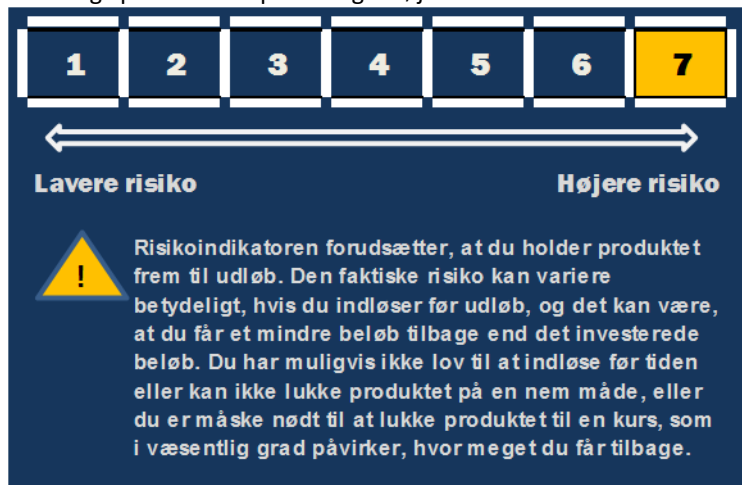 1 2 3 4 5 6 7
Lavere risiko Højere risiko
! Risikoindikatoren forudsætter, at du holder produktet
frem til udløb. Den faktiske risiko kan variere
betydeligt, hvis du indløser før udløb, og det kan være,
at du får et mindre beløb tilbage end det investerede
beløb. Du har muligvis ikke lov til at indløse før tiden
eller kan ikke lukke produktet på en nem måde, eller
du er måske nødt til at lukke produktet til en kurs, som
i væsentlig grad påvirker, hvor meget du får tilbage.